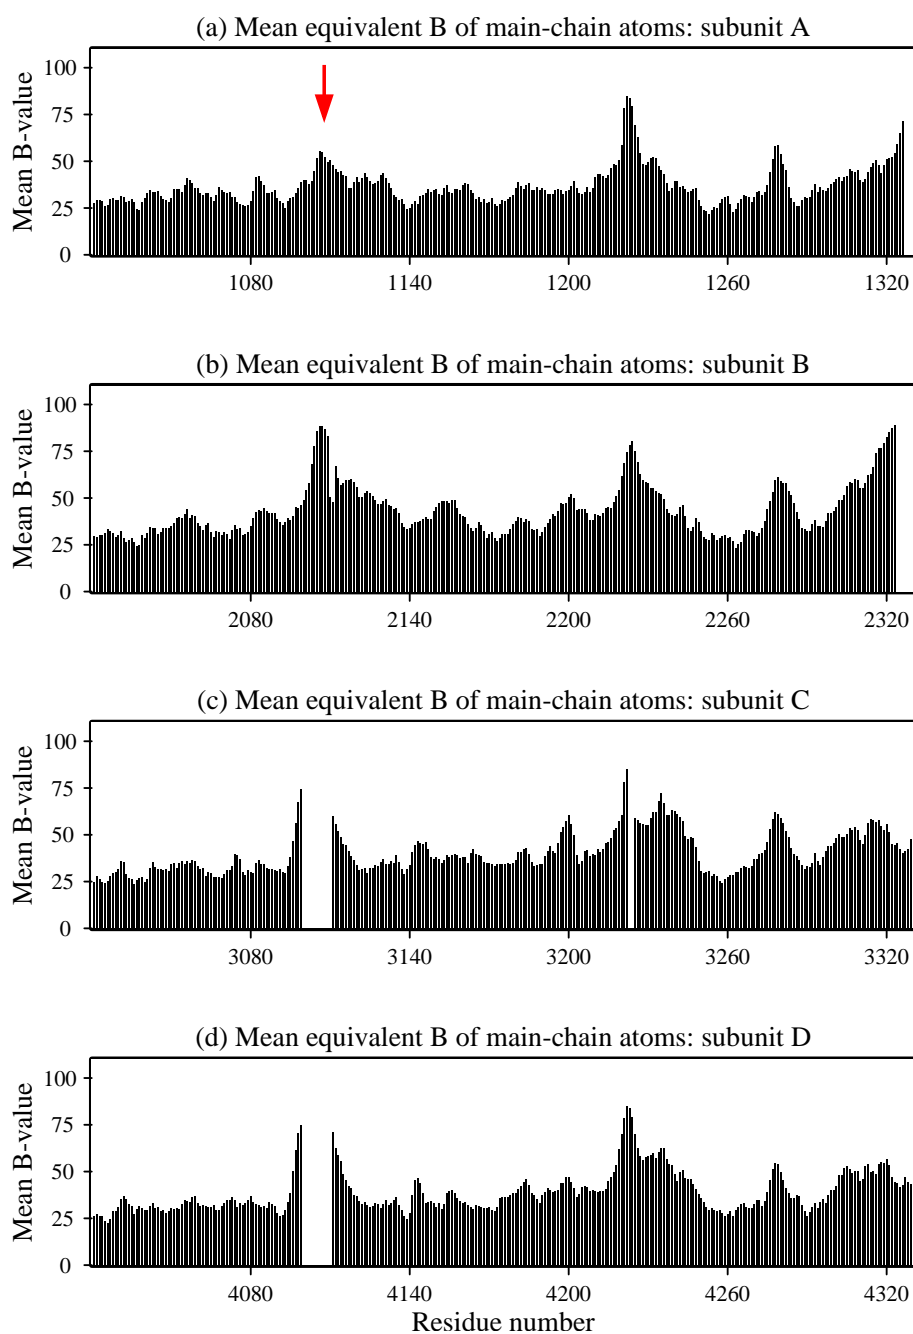 (a) Mean equivalent B of main-chain atoms: subunit A
Mean B-value
100
75
50
25
0
1080 1140 1200 1260 1320
(b) Mean equivalent B of main-chain atoms: subunit B
Mean B-value
100
75
50
25
0
2080 2140 2200 2260 2320
(c) Mean equivalent B of main-chain atoms: subunit C
Mean B-value
100
75
50
25
0
3080 3140 3200 3260 3320
(d) Mean equivalent B of main-chain atoms: subunit D
Mean B-value
100
75
50
25
0
4080 4140 4200 4260 4320
Residue number